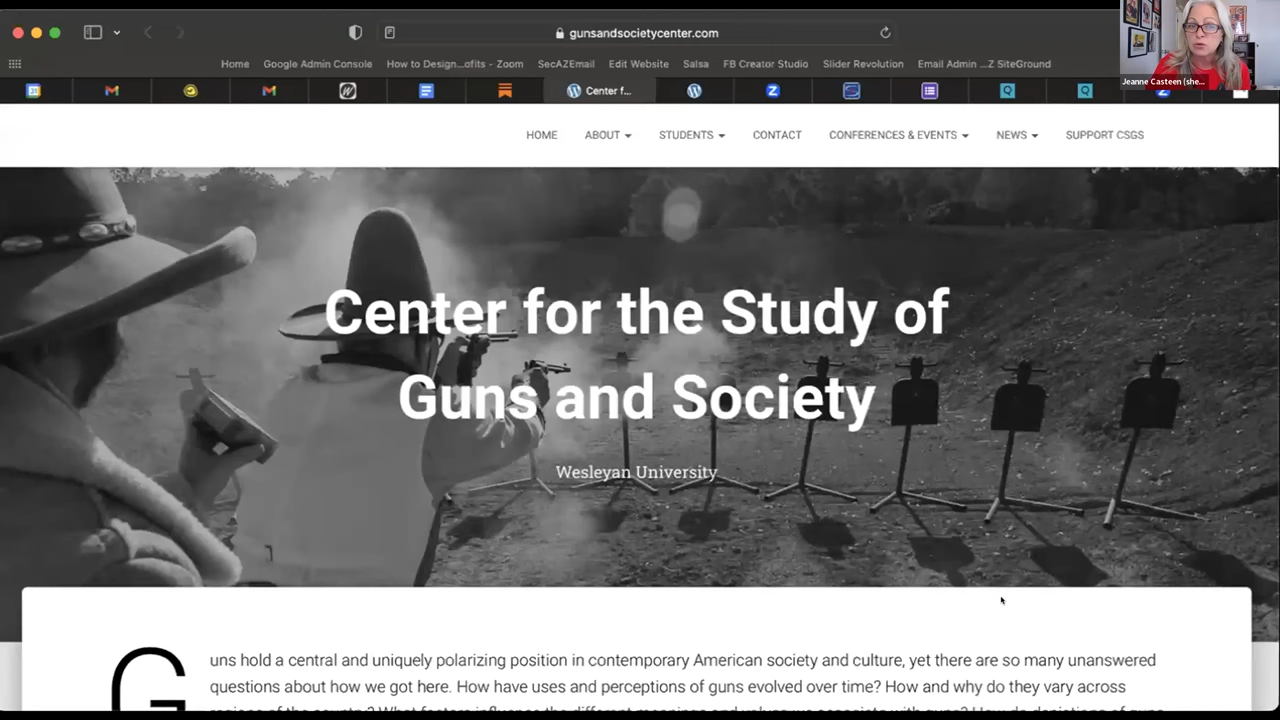 gunsandsocietycenter.com
Home Google Admin Console How to Design...ofits - Zoom SecAZEmail Edit Website Salsa FB Creator Studio Slider Revolution Email Admin ...Z SiteGround
Jeanne Casteen (she...
Center f...
HOME ABOUT STUDENTS CONTACT CONFERENCES & EVENTS NEWS SUPPORT CSGS
Center for the Study of
Guns and Society
Wesleyan University
Guns hold a central and uniquely polarizing position in contemporary American society and culture, yet there are so many unanswered
questions about how we got here. How have uses and perceptions of guns evolved over time? How and why do they vary across